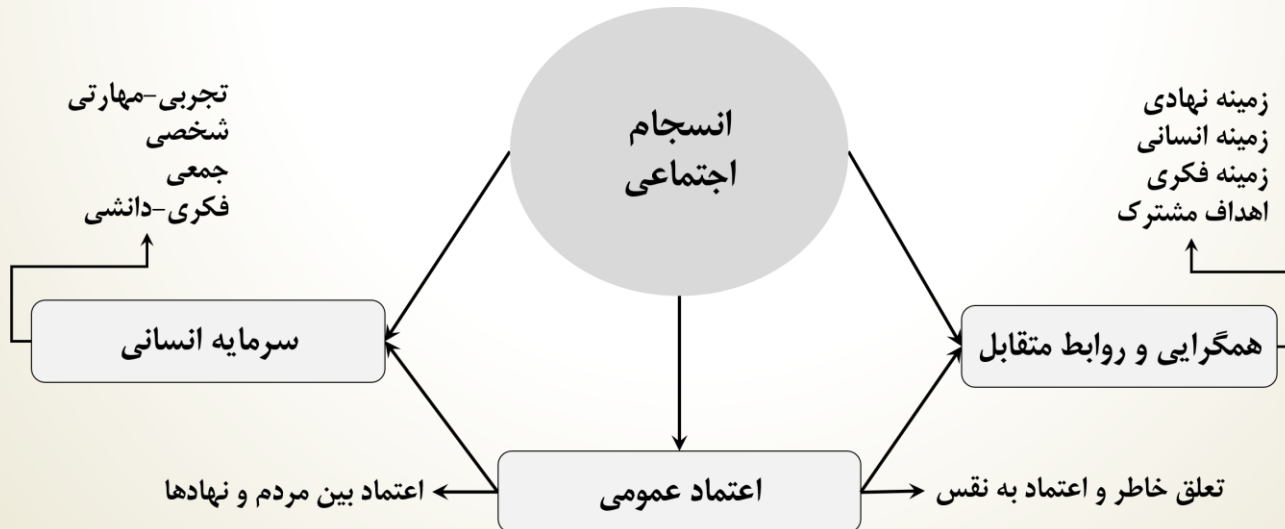 انسجام
اجتماعی
زمینه نهادی
زمینه انسانی
زمینه فکری
اهداف مشترک
تجربی-مهارتی
شخصی
جمعی
فکری-دانشی
همگرایی و روابط متقابل
سرمایه انسانی
اعتماد عمومی
تعلق خاطر و اعتماد به نقس
اعتماد بین مردم و نهادها